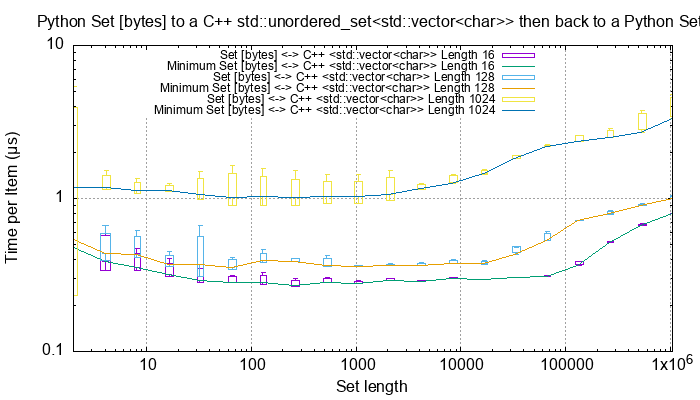 Python Set [bytes] to a C++ std::unordered_set<std::vector<char>> then back to a Python Set
10
Set [bytes] <-> C++ <std::vector<char>> Length 16
Minimum Set [bytes] <-> C++ <std::vector<char>> Length 16
Set [bytes] <-> C++ <std::vector<char>> Length 128
Minimum Set [bytes] <-> C++ <std::vector<char>> Length 128
Set [bytes] <-> C++ <std::vector<char>> Length 1024
Minimum Set [bytes] <-> C++ <std::vector<char>> Length 1024
Time per Item (µs)
1
0.1
10 100 1000 10000 100000 1x10⁶
Set length